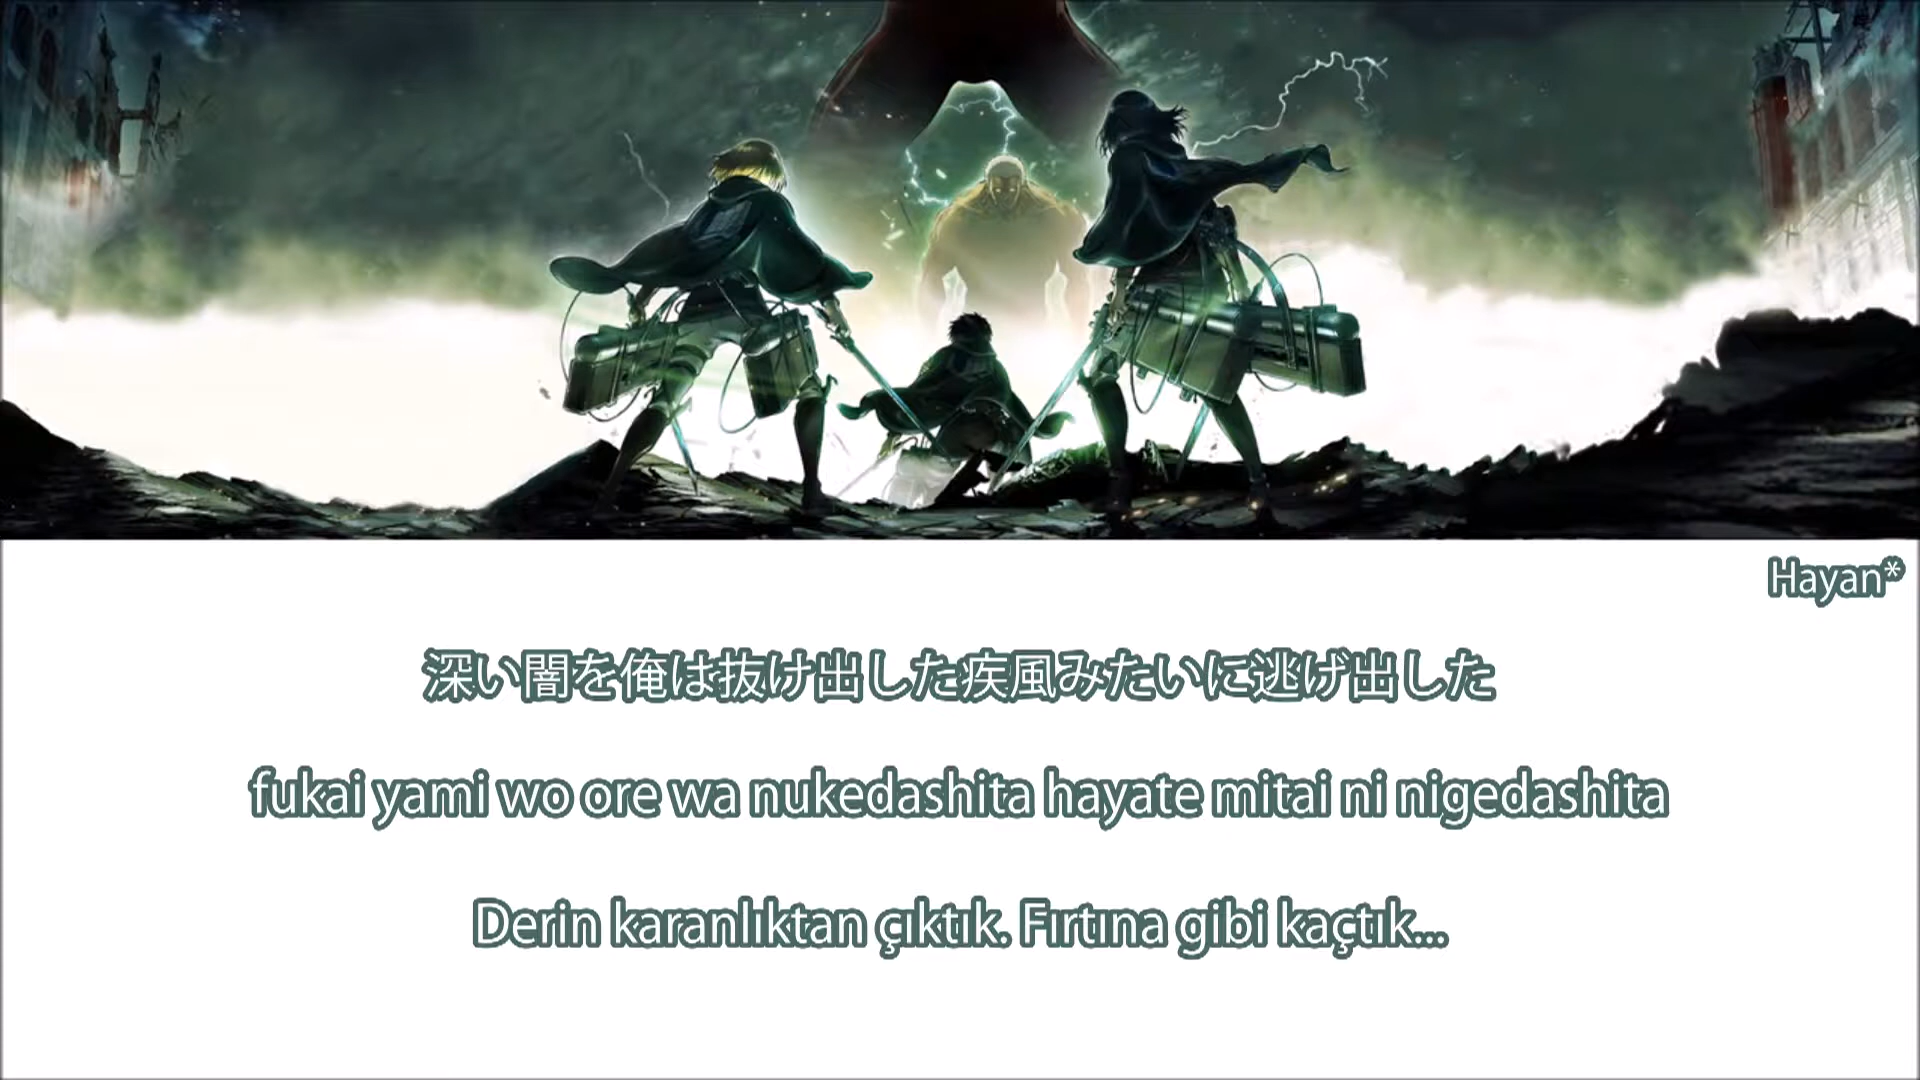 Hayan*
深い闇を俺は抜け出した疾風みたいに逃げ出した
fukai yami wo ore wa nukedashita hayate mitai ni nigedashita
Derin karanlıktan çıktık. Fırtına gibi kaçtık...